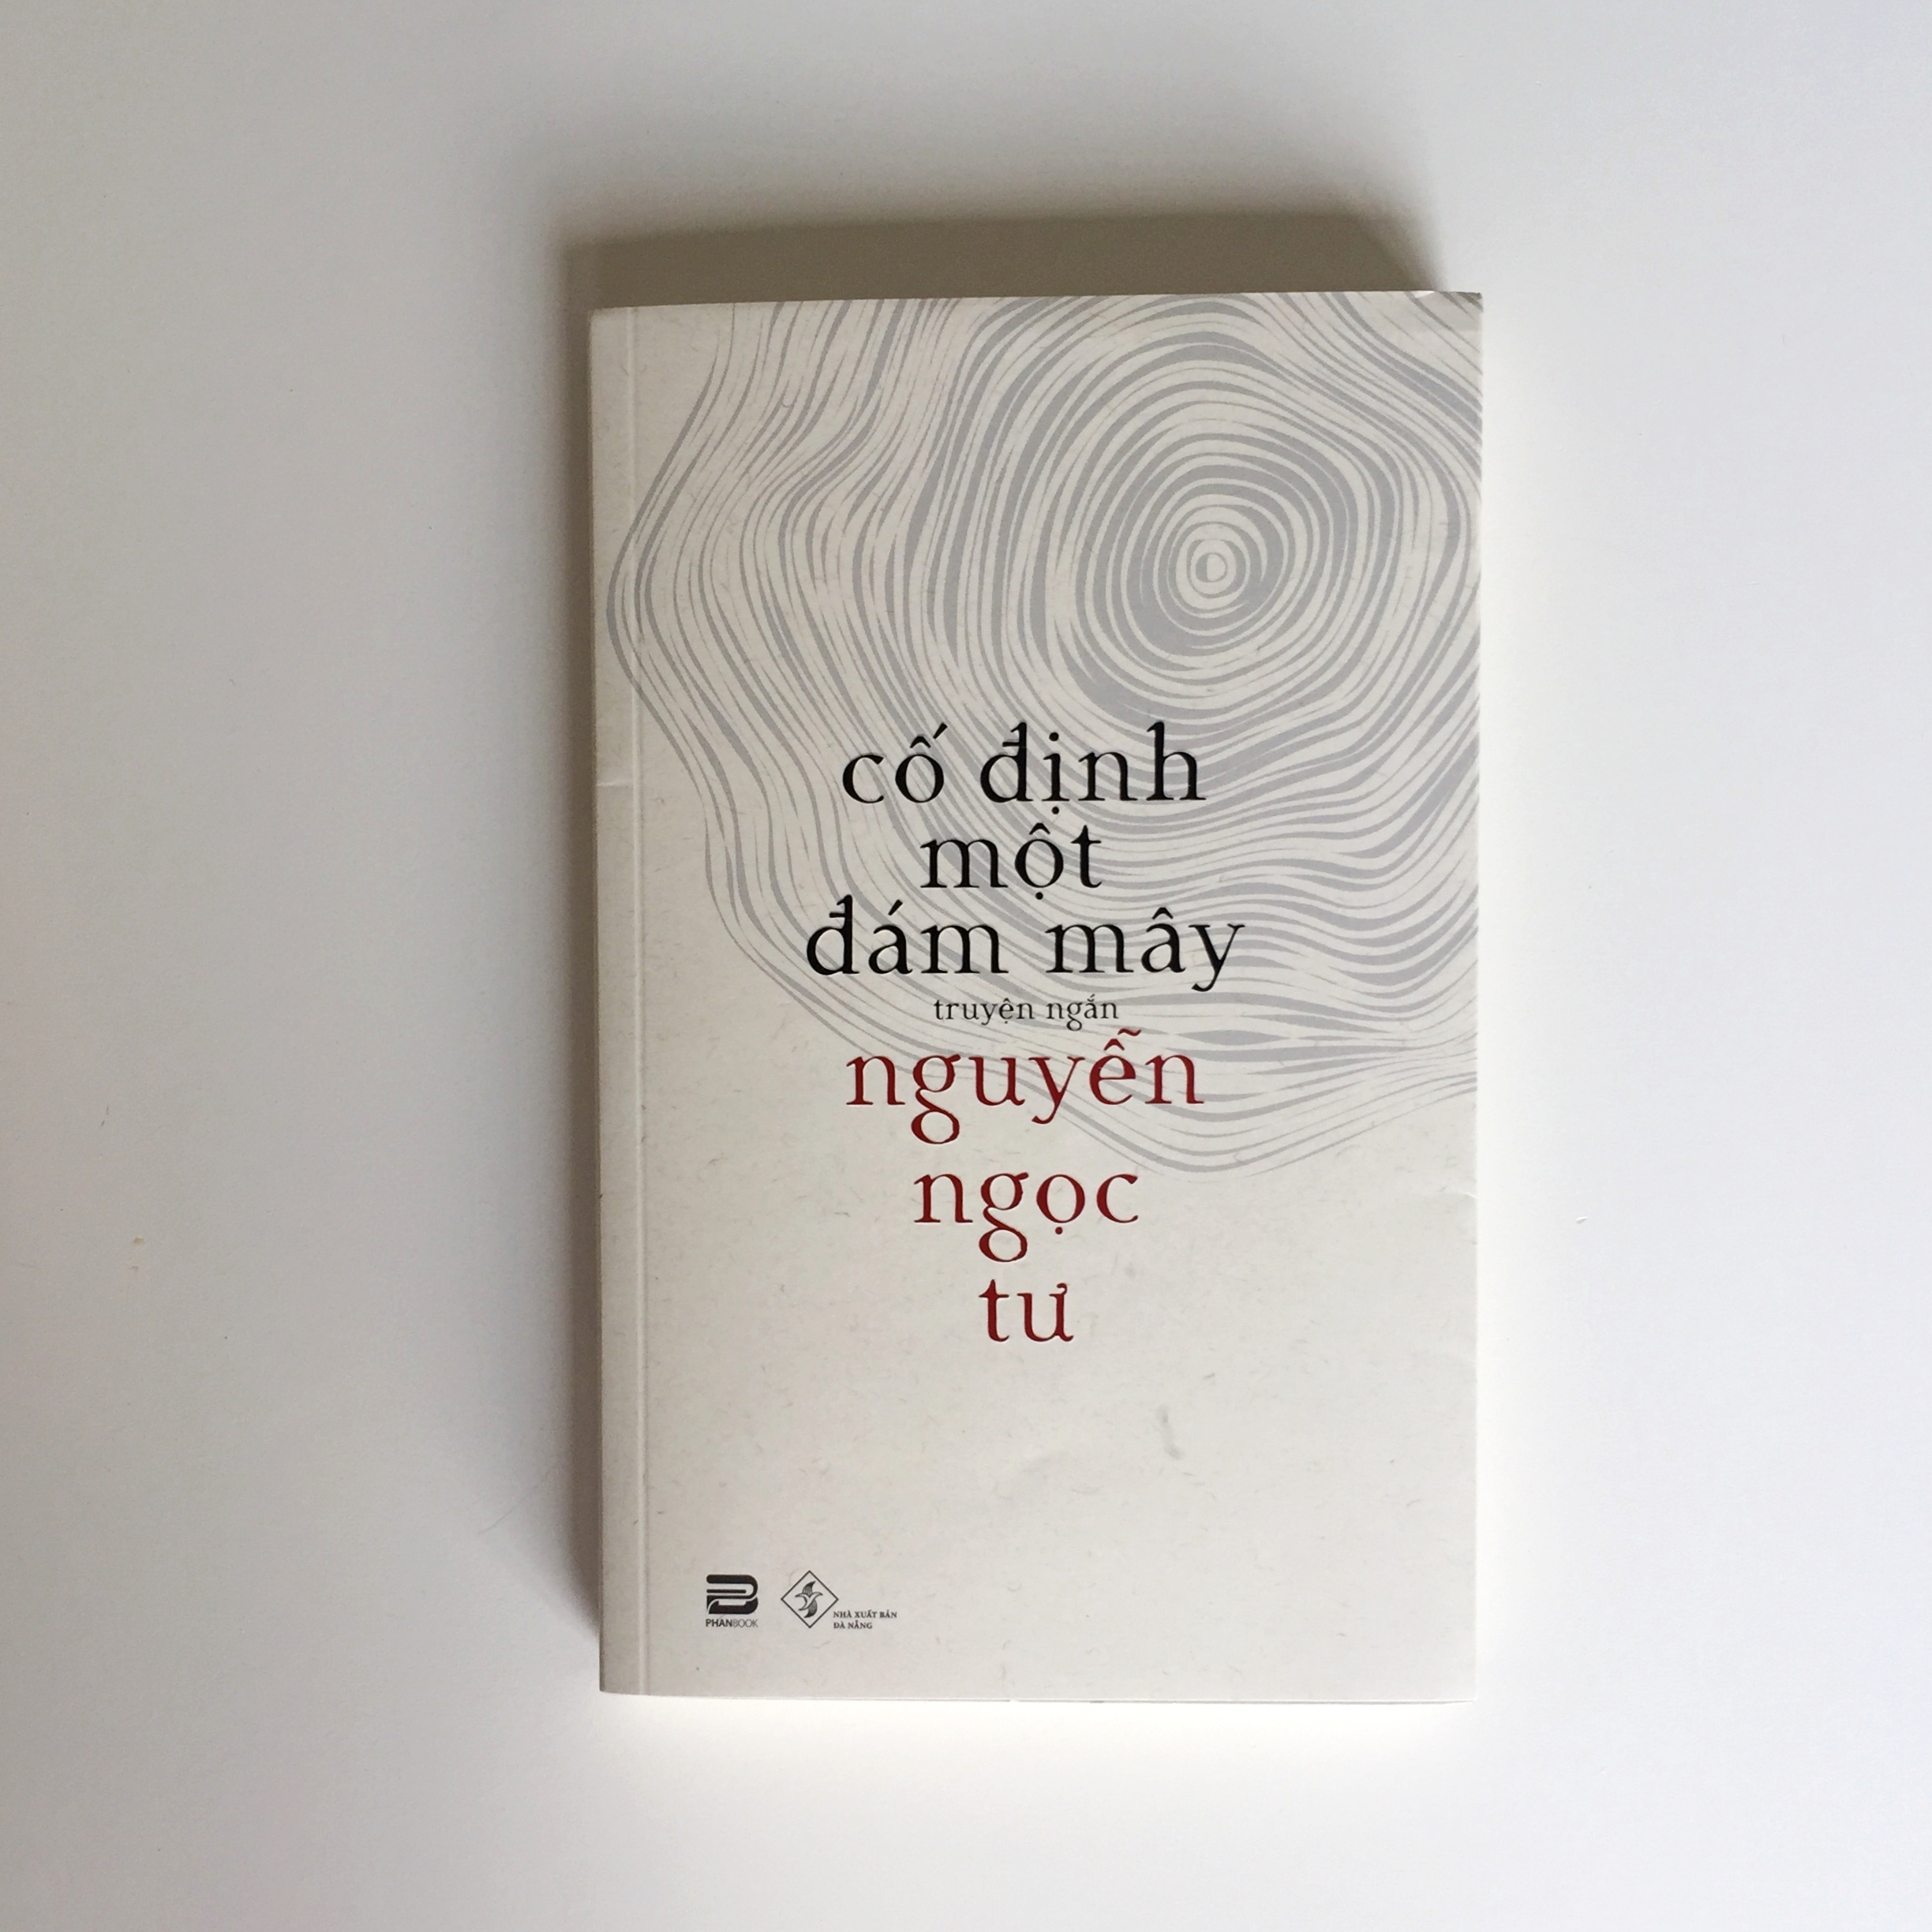 cố định
một
đám mây
truyện ngắn
nguyễn
ngọc
tư
PHANBOOK
NHÀ XUẤT BẢN
ĐÀ NẴNG